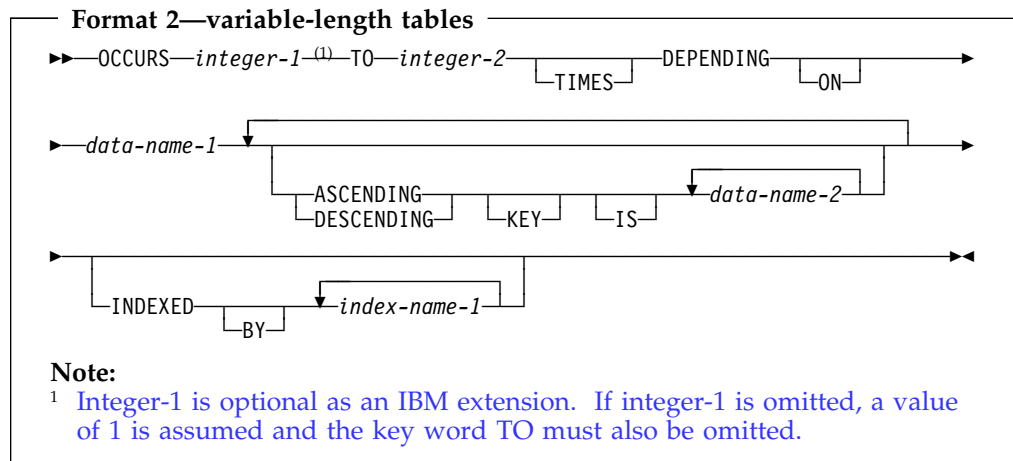 Format 2—variable-length tables
OCCURS integer-1 (1) TO integer-2 DEPENDING
TIMES ON
data-name-1
ASCENDING data-name-2
DESCENDING KEY IS
INDEXED index-name-1
BY
Note:
1 Integer-1 is optional as an IBM extension. If integer-1 is omitted, a value
of 1 is assumed and the key word TO must also be omitted.